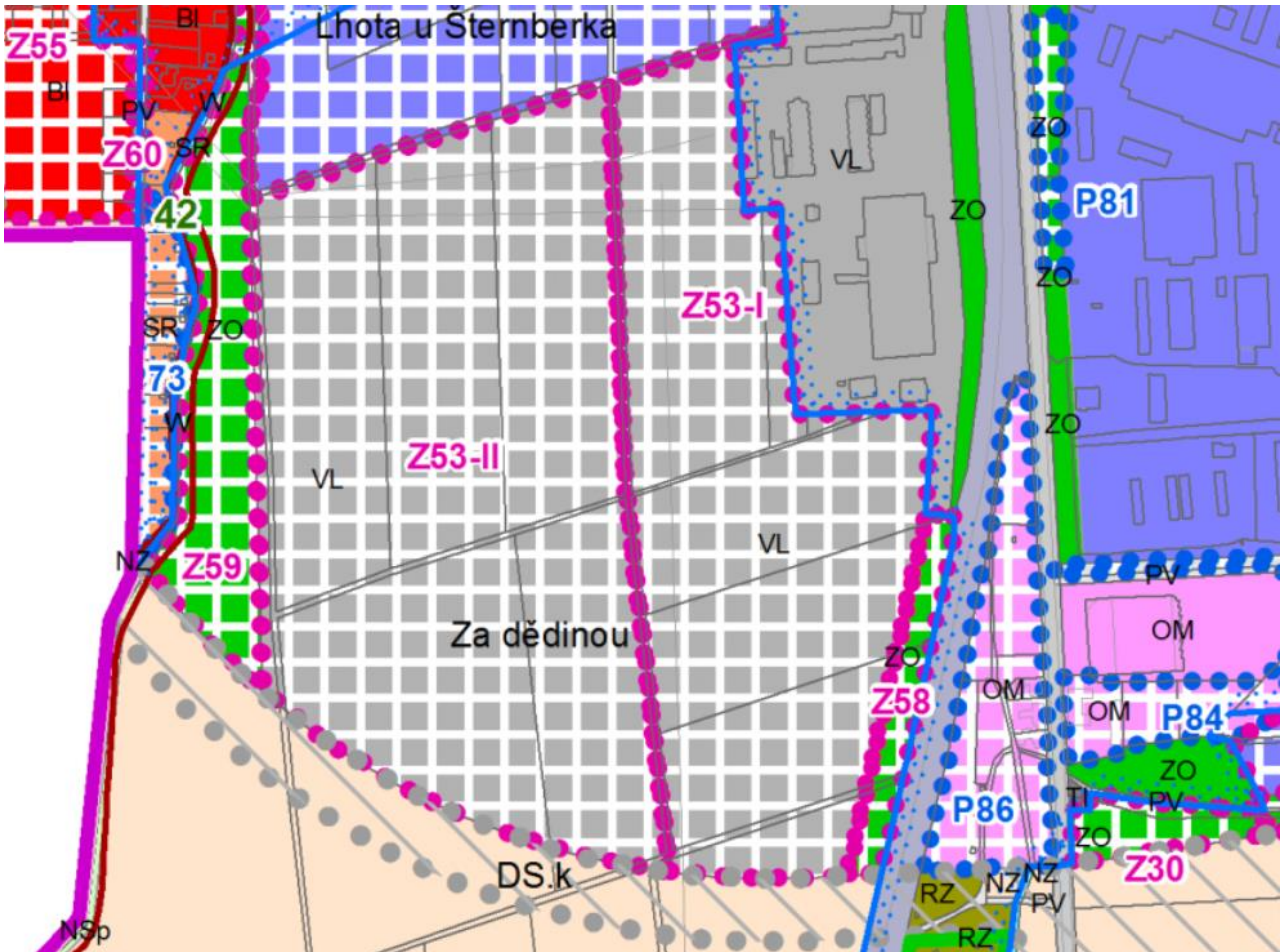 BI
Lhota u Šternberka
Z55
BI
PV
W
ZO
VL
Z60
SR
P81
42
ZO
ZO
Z53-I
SR
ZO
73
W
ZO
Z53-II
VL
VL
NZ
Z59
PV
Za dědinou
OM
ZO
Z58
OM
OM
P84
ZO
TI
PV
P86
ZO
Z30
DS.k
RZ
NZ
NZ
PV
NSp
RZ